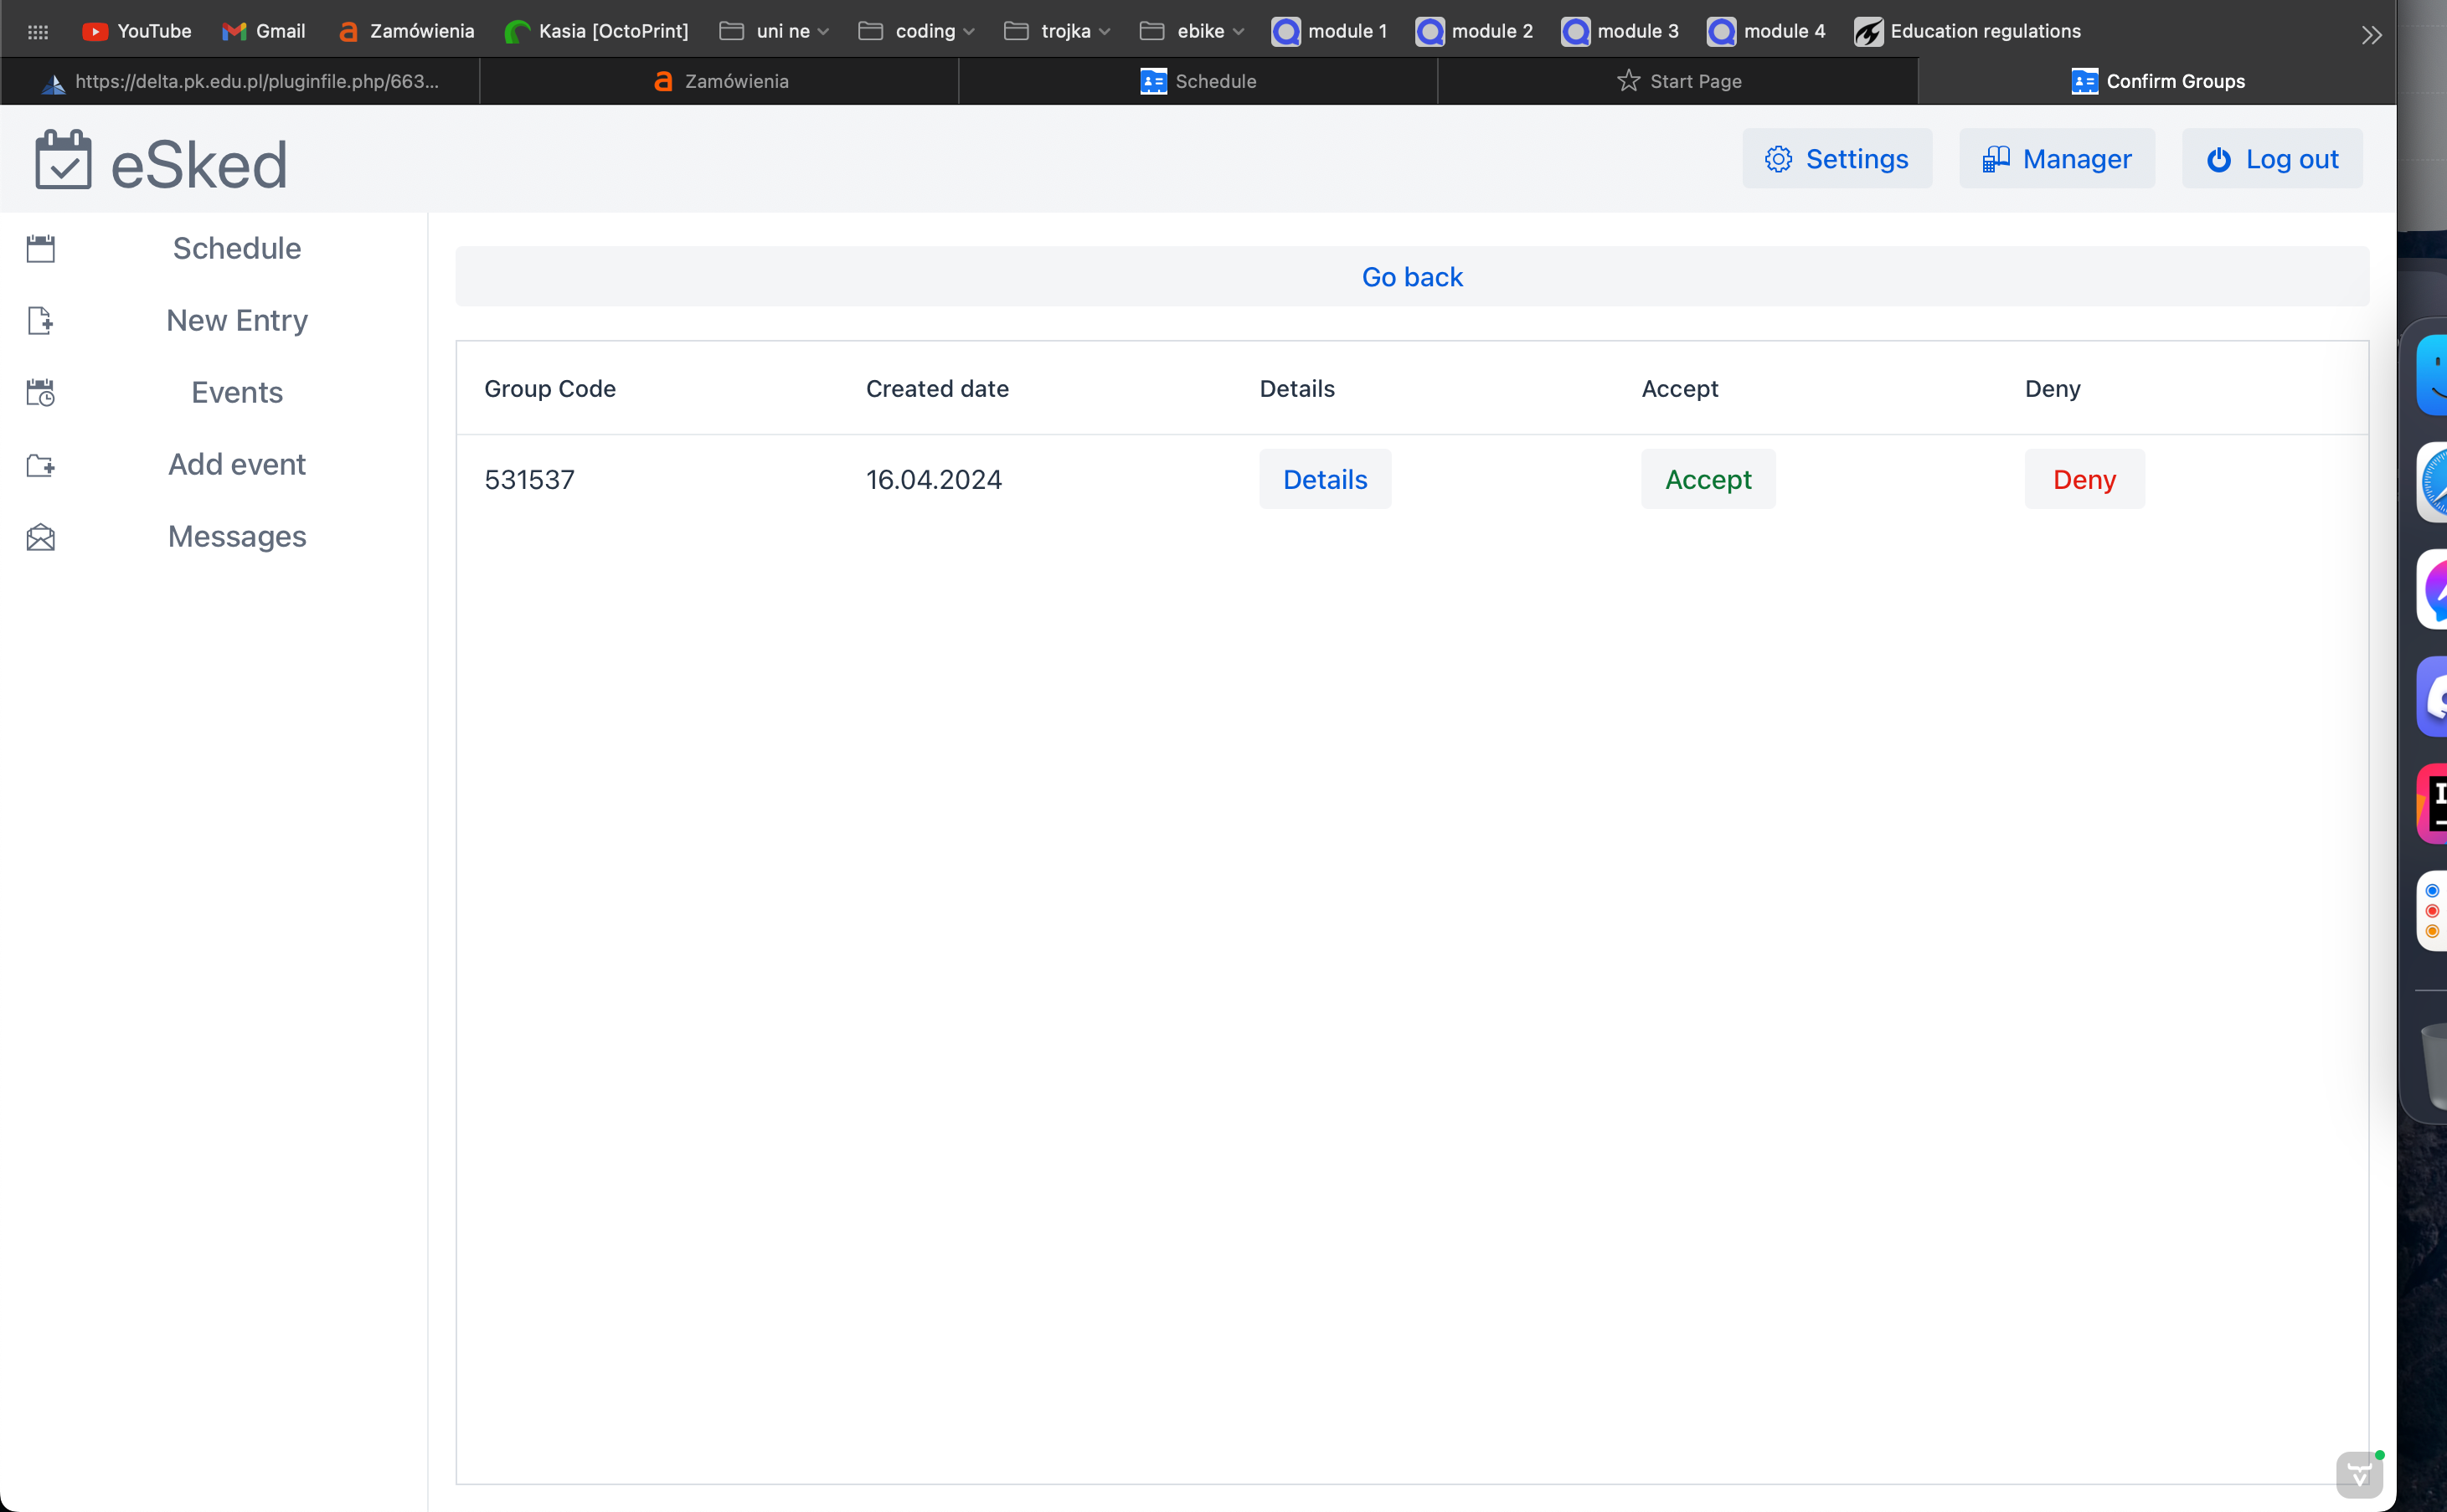 YouTube Gmail Zamówienia Kasia [OctoPrint] uni ne coding trojka ebike module 1 module 2 module 3 module 4 Education regulations
https://delta.pk.edu.pl/pluginfile.php/663... Zamówienia Schedule Start Page Confirm Groups
eSked Settings Manager Log out
Schedule
New Entry
Events
Add event
Messages
Go back
Group Code Created date Details Accept Deny
531537 16.04.2024 Details Accept Deny